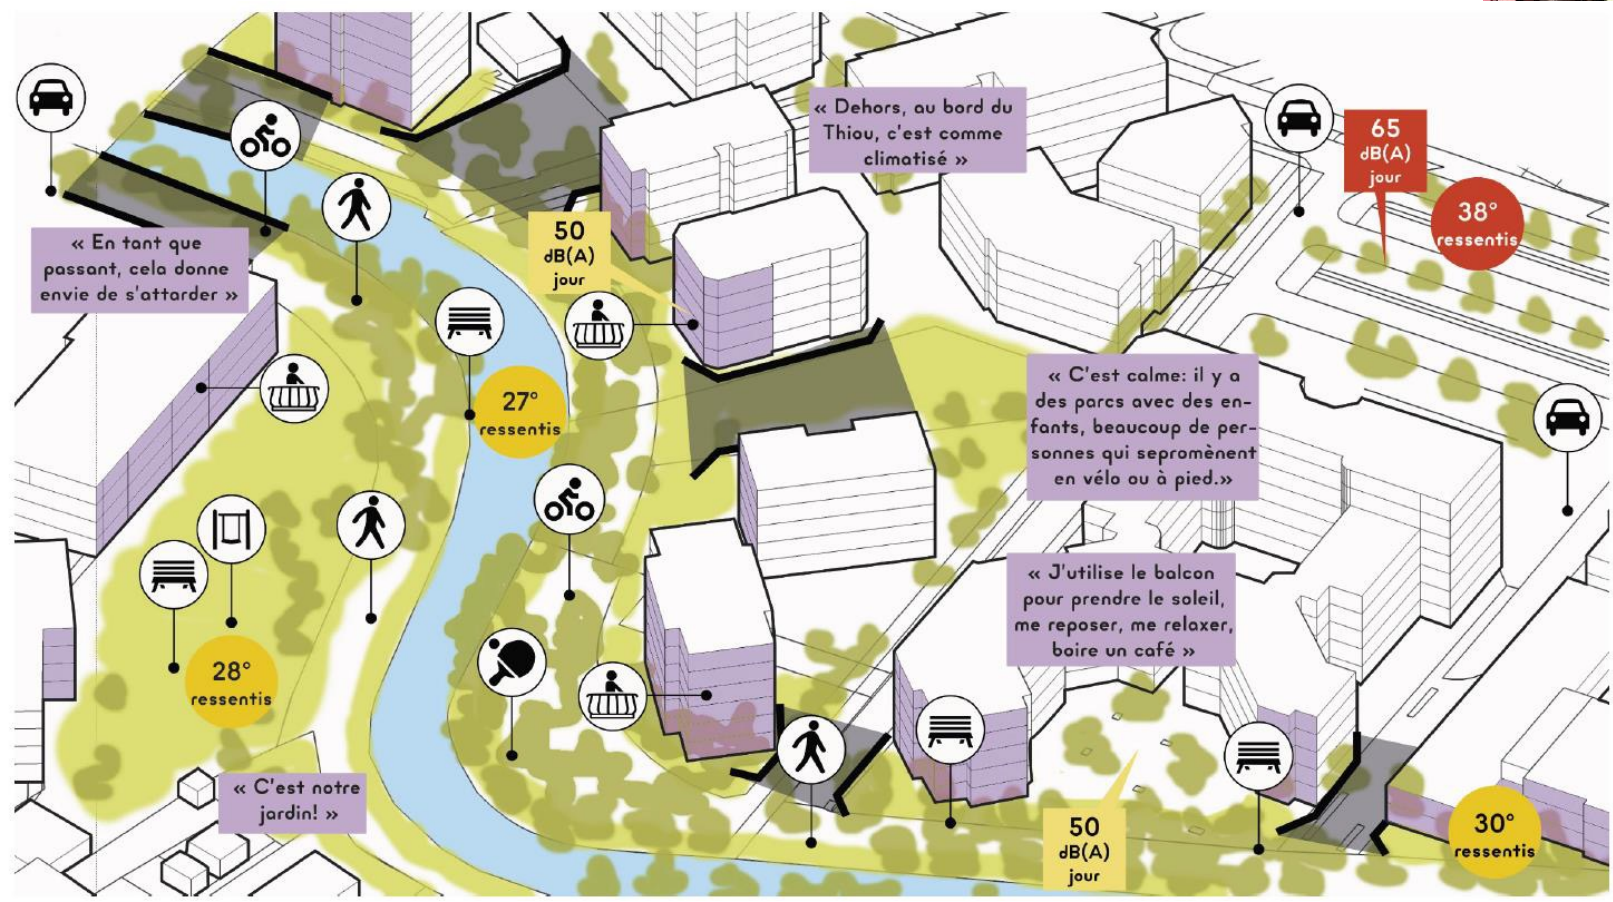 « Dehors, au bord du
Thiou, c'est comme
climatisé »
65
dB(A)
jour
38°
ressentis
« En tant que
passant, cela donne
envie de s'attarder »
50
dB(A)
jour
27°
ressentis
« C'est calme: il y a
des parcs avec des en-
fants, beaucoup de per-
sonnes qui sepromènent
en vélo ou à pied.»
« J'utilise le balcon
pour prendre le soleil,
me reposer, me relaxer,
boire un café »
28°
ressentis
« C'est notre
jardin! »
50
dB(A)
jour
30°
ressentis